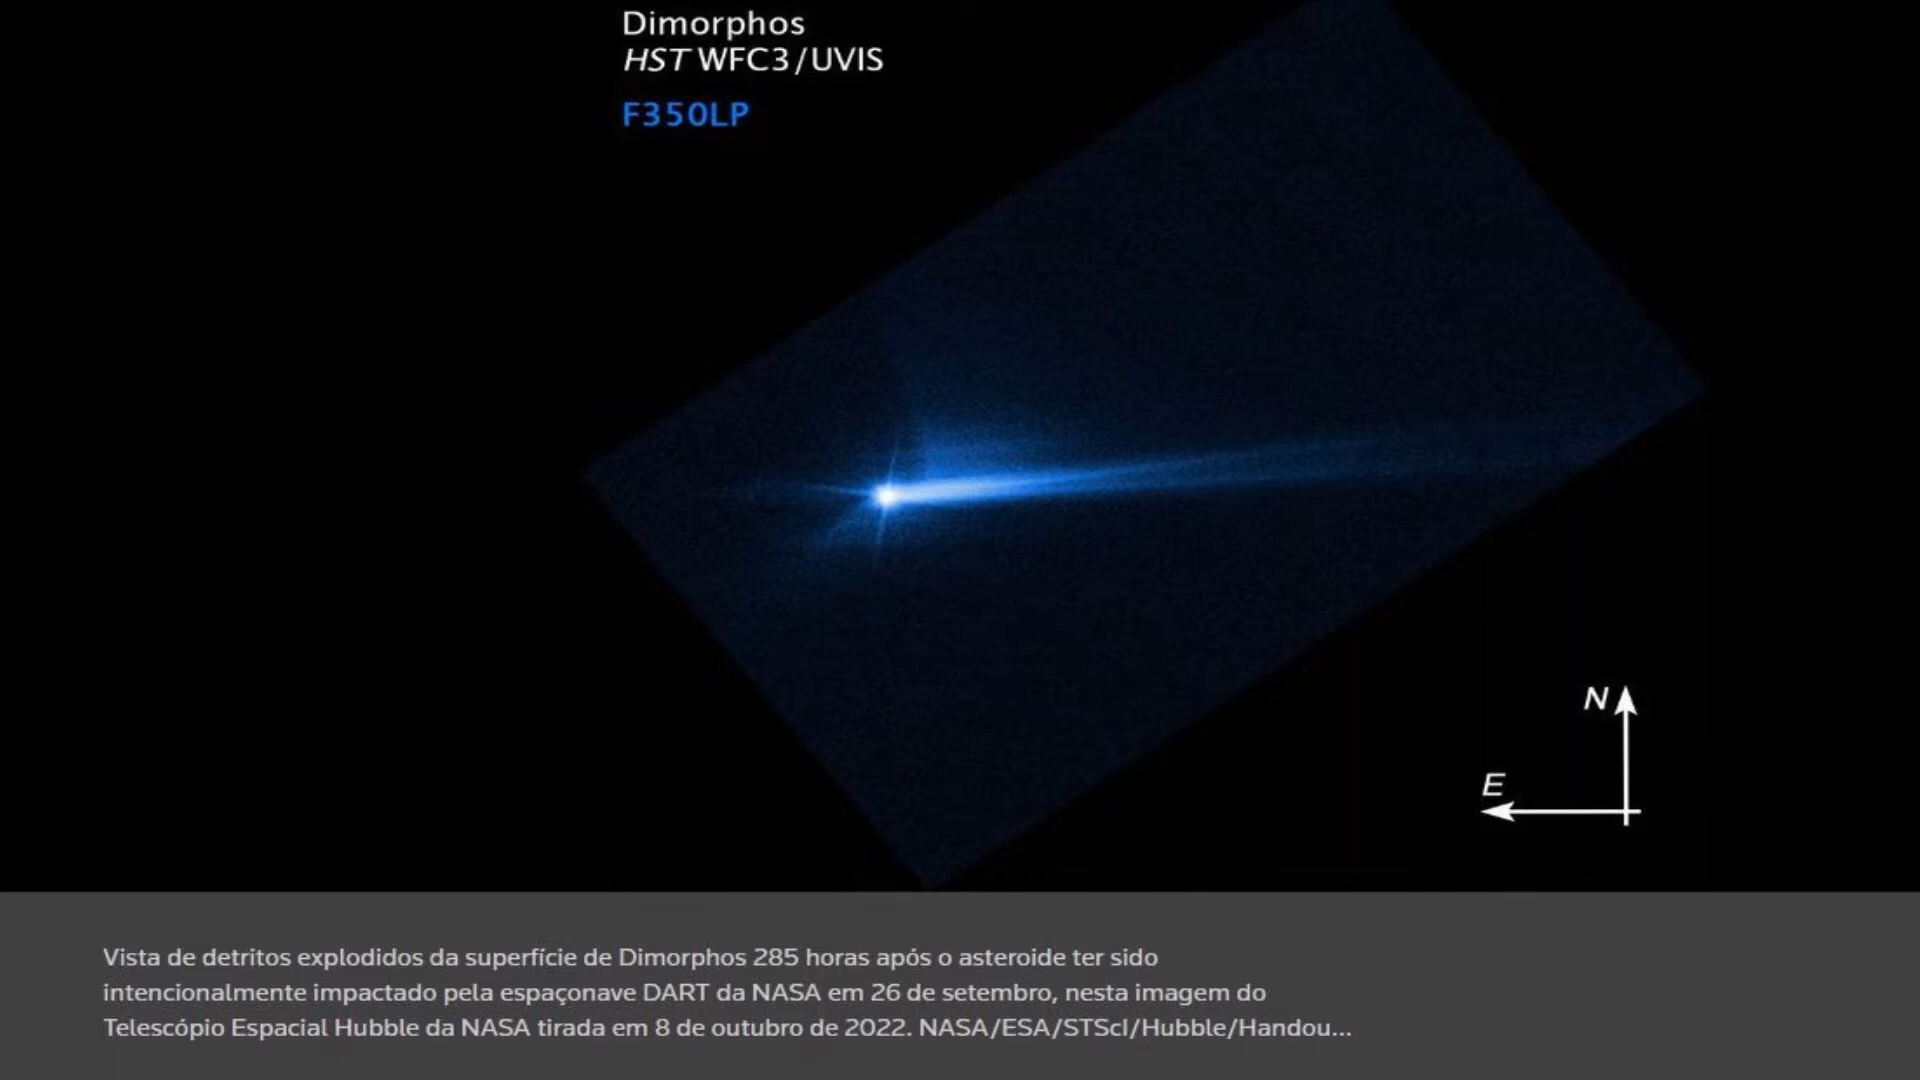 Dimorphos
HST WFC3/UVIS
F350LP
N
E
Vista de detritos explodidos da superfície de Dimorphos 285 horas após o asteroide ter sido
intencionalmente impactado pela espaçonave DART da NASA em 26 de setembro, nesta imagem do
Telescópio Espacial Hubble da NASA tirada em 8 de outubro de 2022. NASA/ESA/STScI/Hubble/Handou...